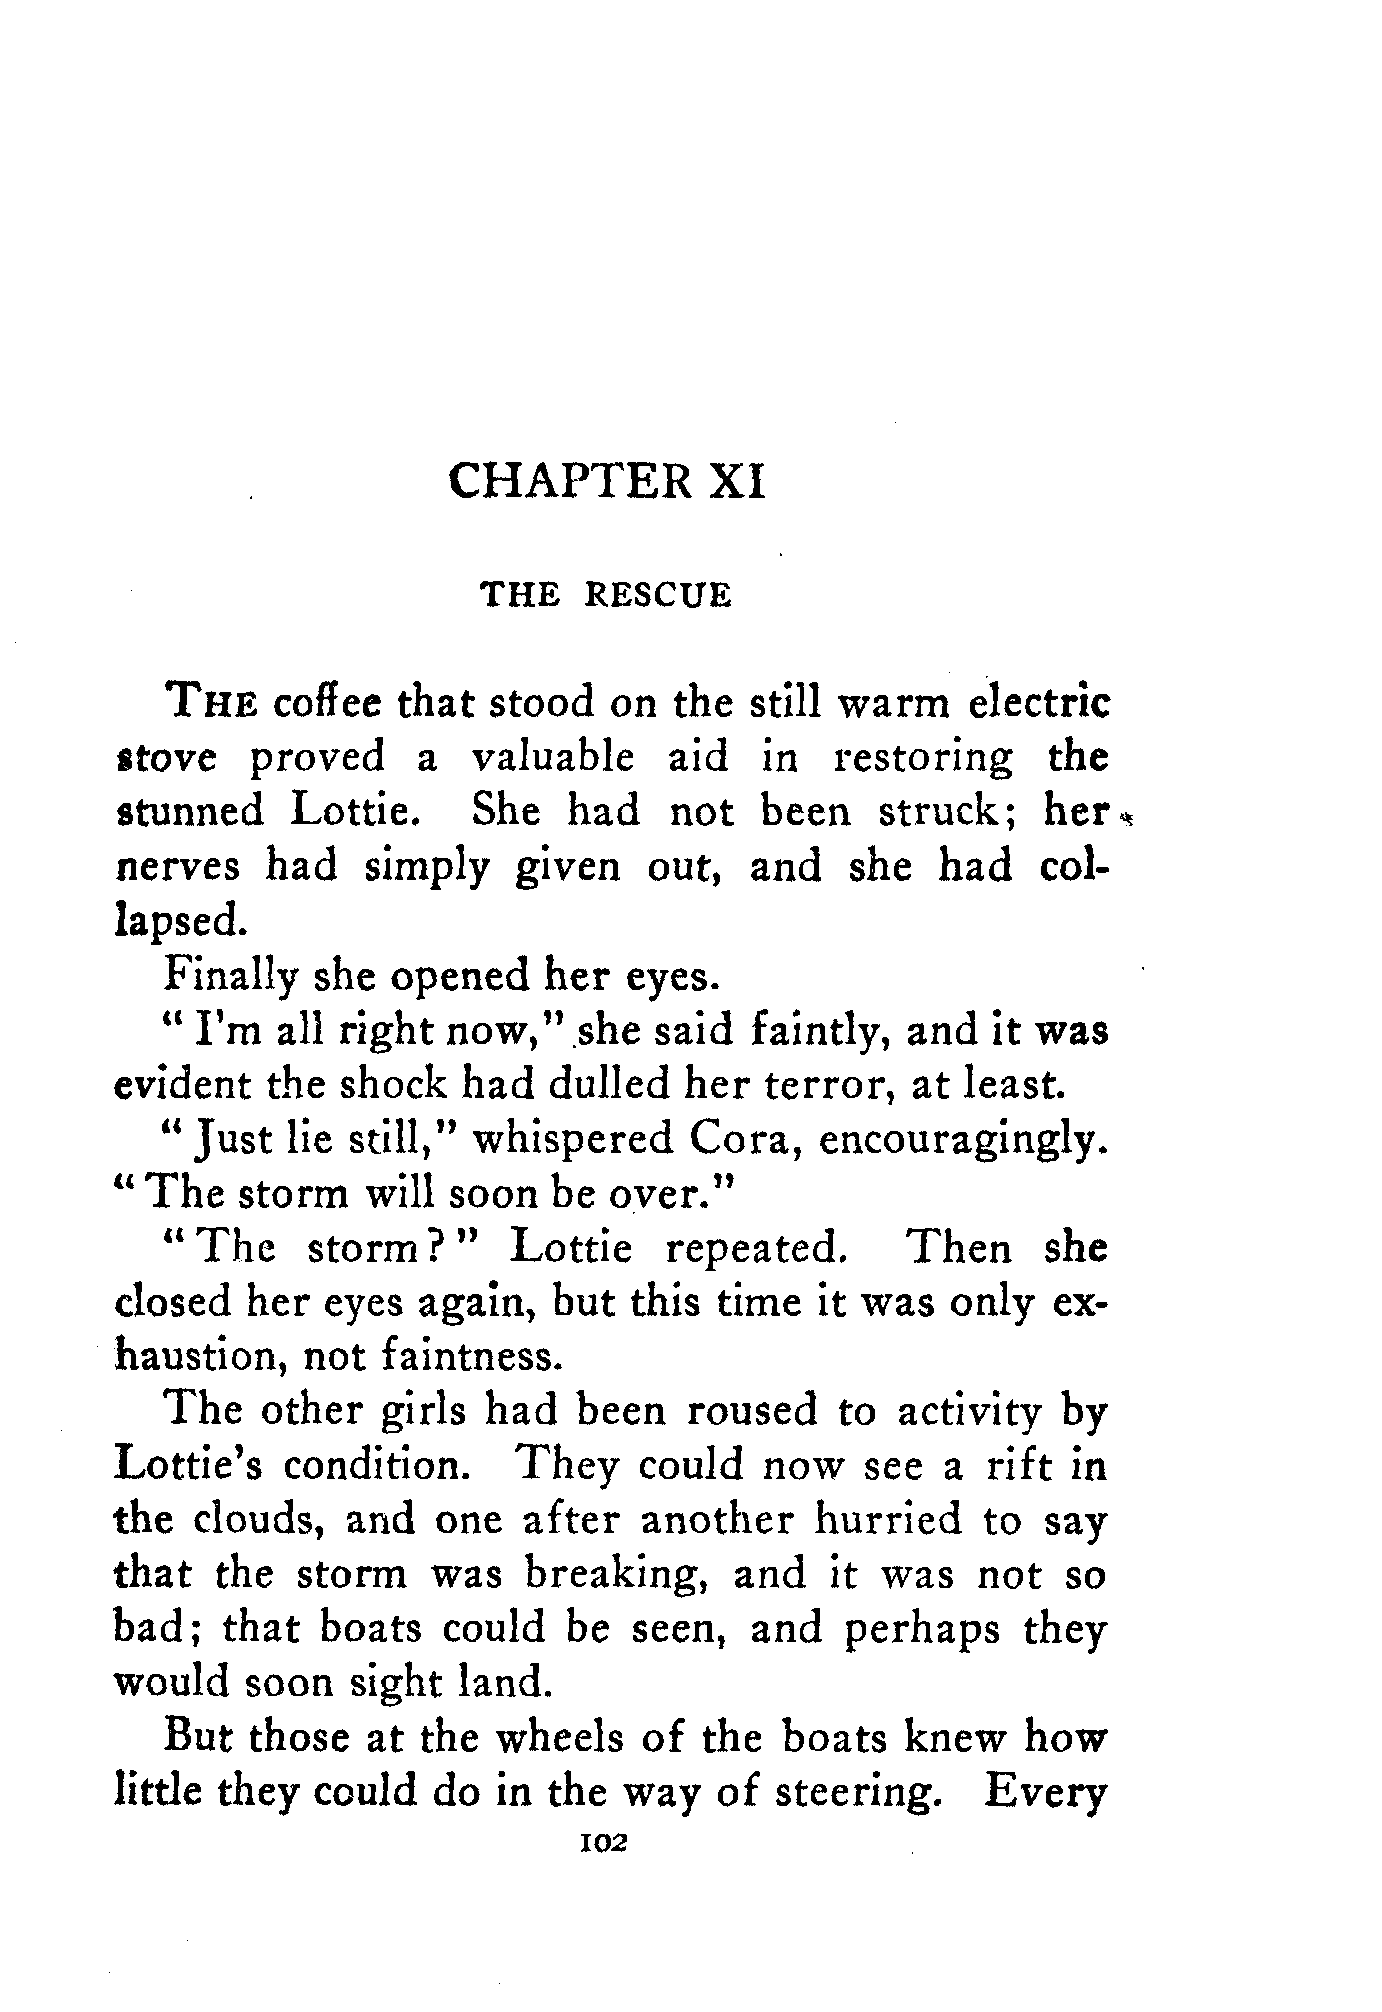 CHAPTER XI
THE RESCUE
THE coffee that stood on the still warm electric
stove proved a valuable aid in restoring the
stunned Lottie. She had not been struck; her
nerves had simply given out, and she had col-
lapsed.
Finally she opened her eyes.
"I'm all right now," she said faintly, and it was
evident the shock had dulled her terror, at least.
"Just lie still," whispered Cora, encouragingly.
"The storm will soon be over."
"The storm?" Lottie repeated. Then she
closed her eyes again, but this time it was only ex-
haustion, not faintness.
The other girls had been roused to activity by
Lottie's condition. They could now see a rift in
the clouds, and one after another hurried to say
that the storm was breaking, and it was not so
bad; that boats could be seen, and perhaps they
would soon sight land.
But those at the wheels of the boats knew how
little they could do in the way of steering. Every
102